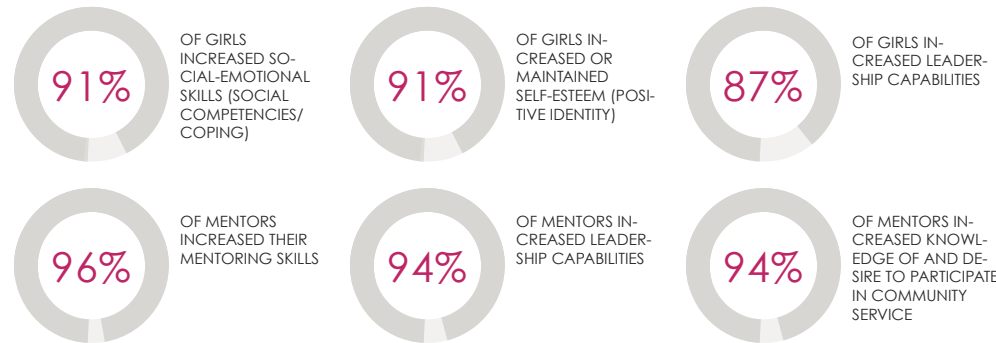 91%
OF GIRLS
INCREASED SO-
CIAL-EMOTIONAL
SKILLS (SOCIAL
COMPETENCIES/
COPING)
91%
OF GIRLS IN-
CREASED OR
MAINTAINED
SELF-ESTEEM (POSI-
TIVE IDENTITY)
87%
OF GIRLS IN-
CREASED LEADER-
SHIP CAPABILITIES
96%
OF MENTORS
INCREASED THEIR
MENTORING SKILLS
94%
OF MENTORS IN-
CREASED LEADER-
SHIP CAPABILITIES
94%
OF MENTORS IN-
CREASED KNOWL-
EDGE OF AND DE-
SIRE TO PARTICIPATE
IN COMMUNITY
SERVICE